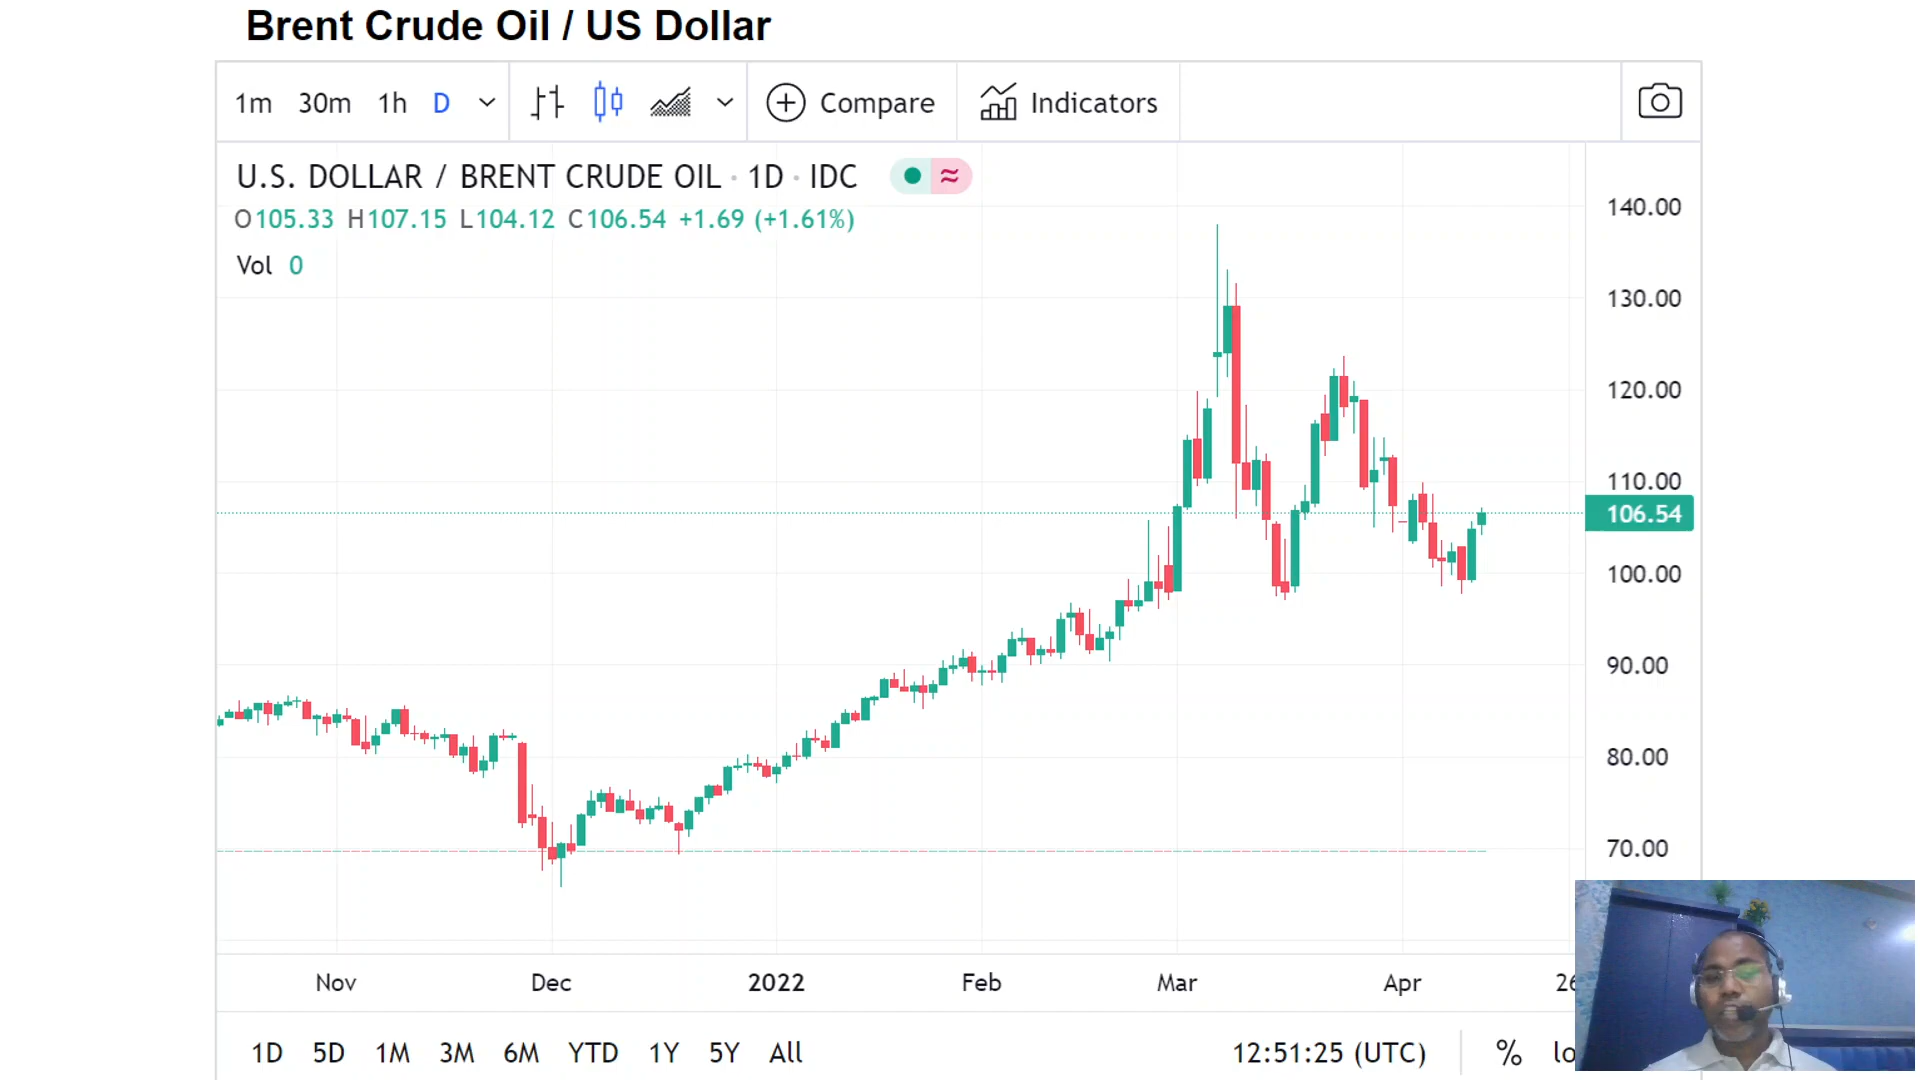 Brent Crude Oil / US Dollar
1m 30m 1h D Compare Indicators
U.S. DOLLAR / BRENT CRUDE OIL · 1D · IDC
O105.33 H107.15 L104.12 C106.54 +1.69 (+1.61%)
Vol 0
140.00
130.00
120.00
110.00
106.54
100.00
90.00
80.00
70.00
Nov Dec 2022 Feb Mar Apr
1D 5D 1M 3M 6M YTD 1Y 5Y All 12:51:25 (UTC) %